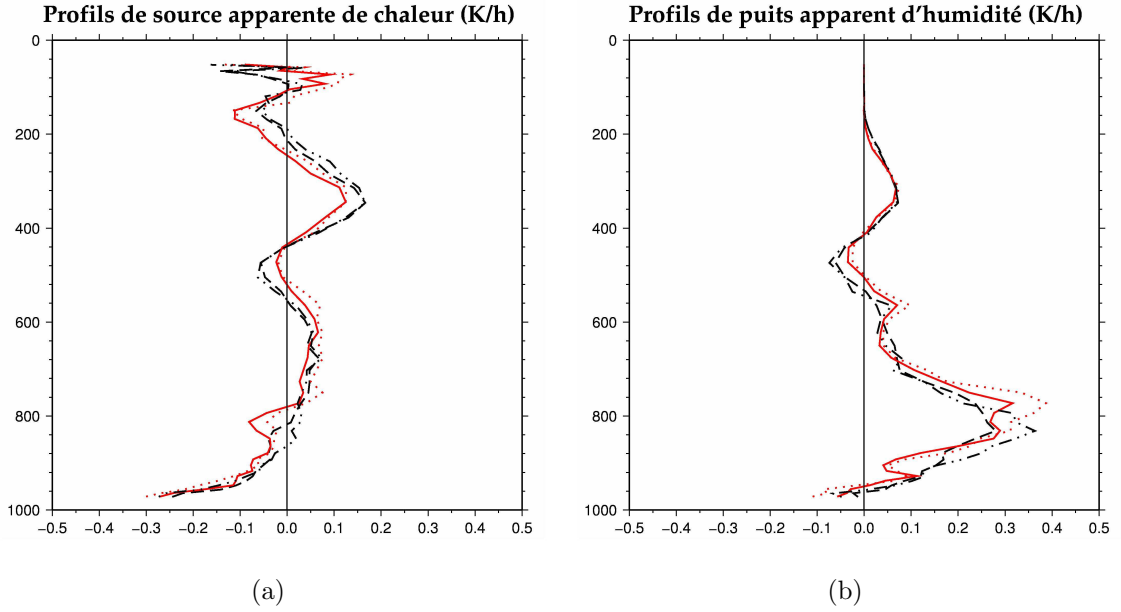 Profils de source apparente de chaleur (K/h)
0
200
400
600
800
1000
−0.5 −0.4 −0.3 −0.2 −0.1 0.0 0.1 0.2 0.3 0.4 0.5
(a)
Profils de puits apparent d’humidité (K/h)
0
200
400
600
800
1000
−0.5 −0.4 −0.3 −0.2 −0.1 0.0 0.1 0.2 0.3 0.4 0.5
(b)